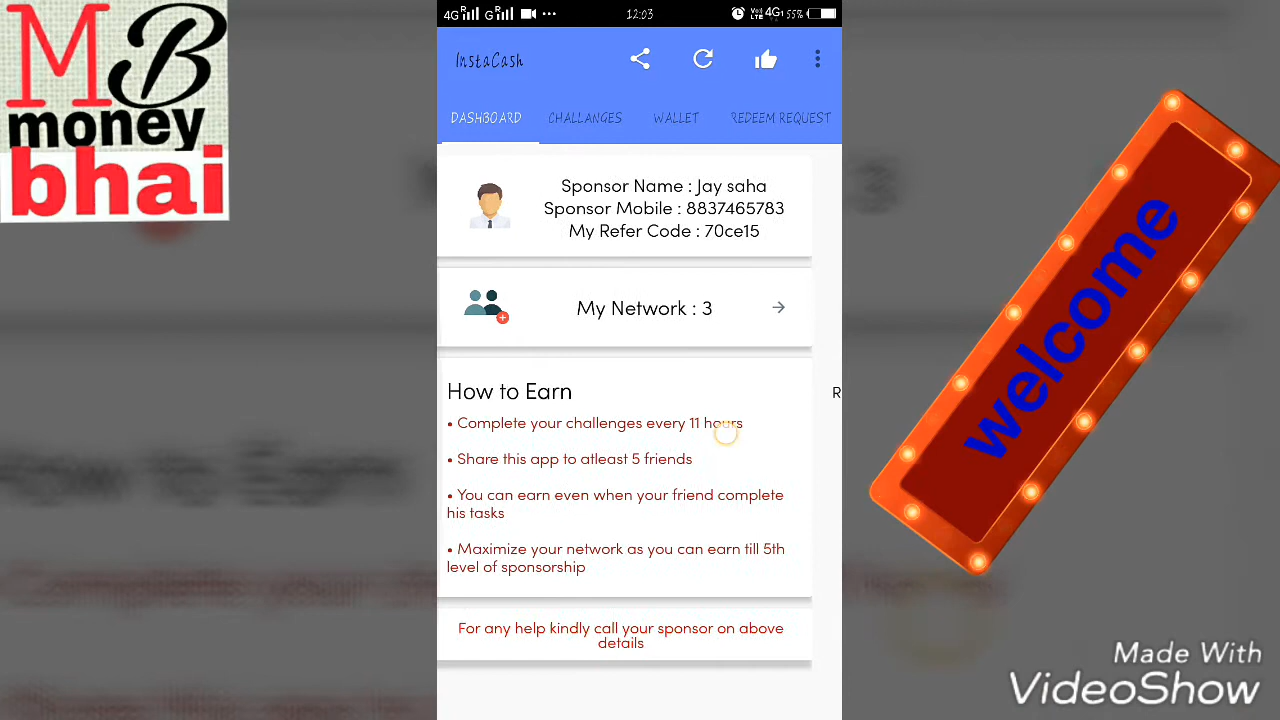 MB
money
bhai
4G R G R ••• 12:03 VoLTE 4G 55%
InstaCash
DASHBOARD CHALLANGES WALLET REDEEM REQUEST
Sponsor Name : Jay saha
Sponsor Mobile : 8837465783
My Refer Code : 70ce15
My Network : 3
How to Earn
R
• Complete your challenges every 11 hours
• Share this app to atleast 5 friends
• You can earn even when your friend complete
his tasks
• Maximize your network as you can earn till 5th
level of sponsorship
For any help kindly call your sponsor on above
details
welcome
Made With
VideoShow